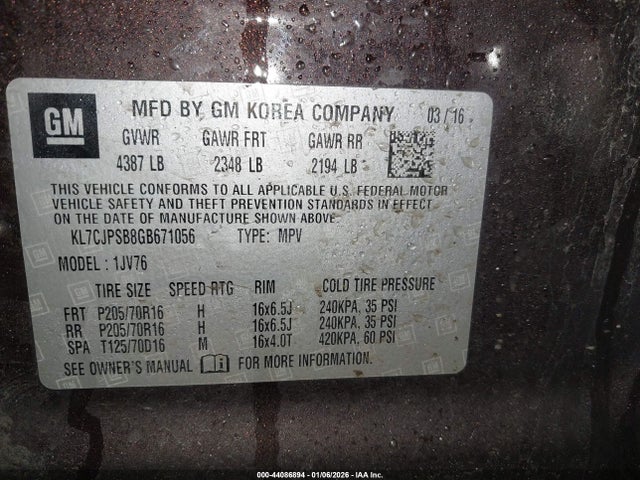 GM
MFD BY GM KOREA COMPANY 03/16
GVWR GAWR FRT GAWR RR
4387 LB 2348 LB 2194 LB
THIS VEHICLE CONFORMS TO ALL APPLICABLE U.S. FEDERAL MOTOR
VEHICLE SAFETY AND THEFT PREVENTION STANDARDS IN EFFECT
ON THE DATE OF MANUFACTURE SHOWN ABOVE.
KL7CJPSB8GB671056 TYPE: MPV
MODEL: 1JV76
TIRE SIZE SPEED RTG RIM COLD TIRE PRESSURE
FRT P205/70R16 H 16x6.5J 240KPA, 35 PSI
RR P205/70R16 H 16x6.5J 240KPA, 35 PSI
SPA T125/70D16 M 16x4.0T 420KPA, 60 PSI
SEE OWNER'S MANUAL FOR MORE INFORMATION
000-44086894 | 01/06/2026 | IAA Inc.